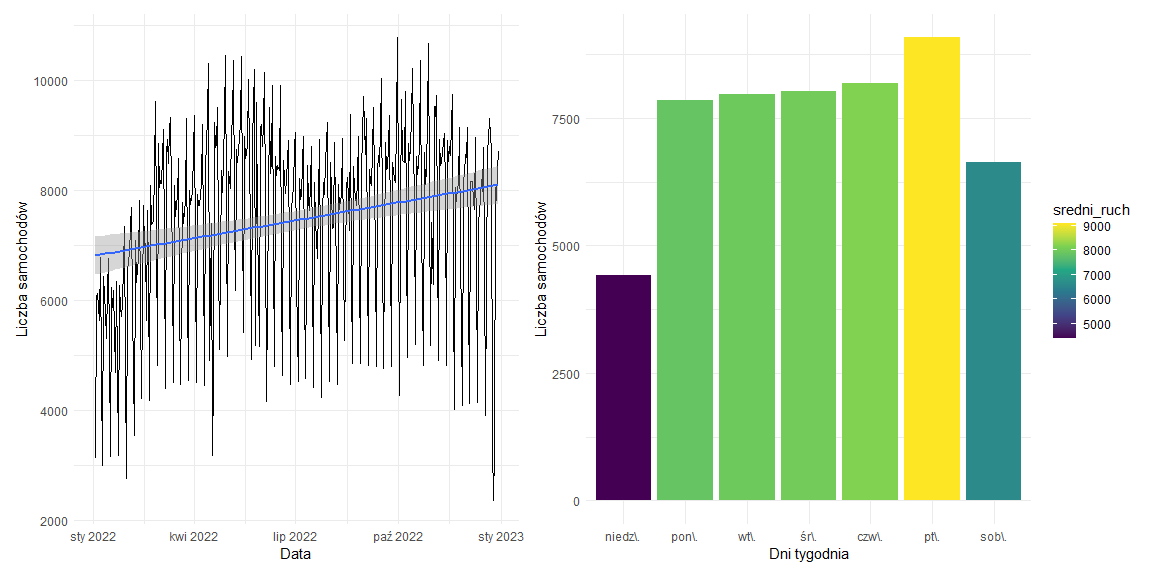 Liczba samochodów
10000
8000
6000
4000
2000
sty 2022
kwi 2022
lip 2022
paź 2022
sty 2023
Data
Liczba samochodów
7500
5000
2500
0
niedz\.
pon\.
wt\.
śr\.
czw\.
pt\.
sob\.
Dni tygodnia
sredni_ruch
9000
8000
7000
6000
5000